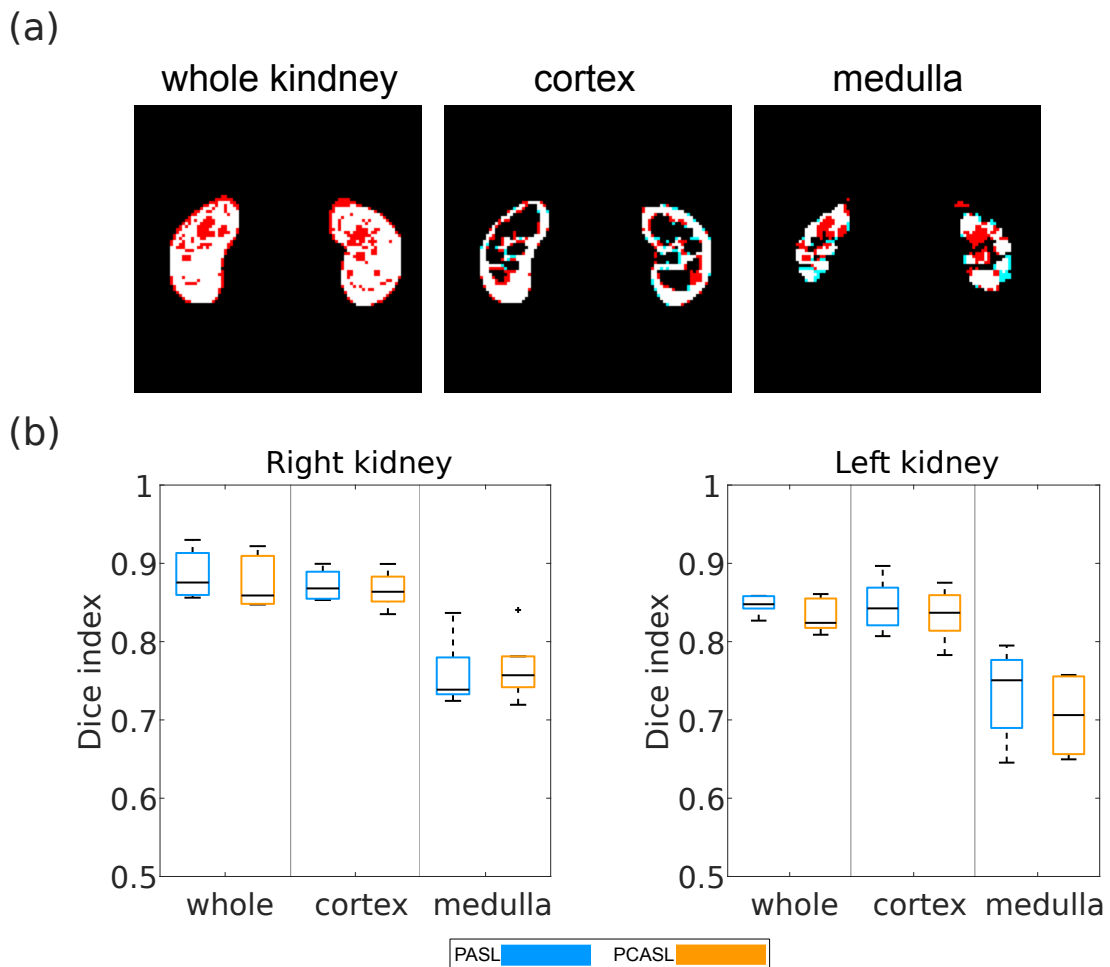 (a)
whole kindney
cortex
medulla
(b)
Right kidney
Left kidney
Dice index
1
0.9
0.8
0.7
0.6
0.5
whole
cortex
medulla
Dice index
1
0.9
0.8
0.7
0.6
0.5
whole
cortex
medulla
PASL
PCASL